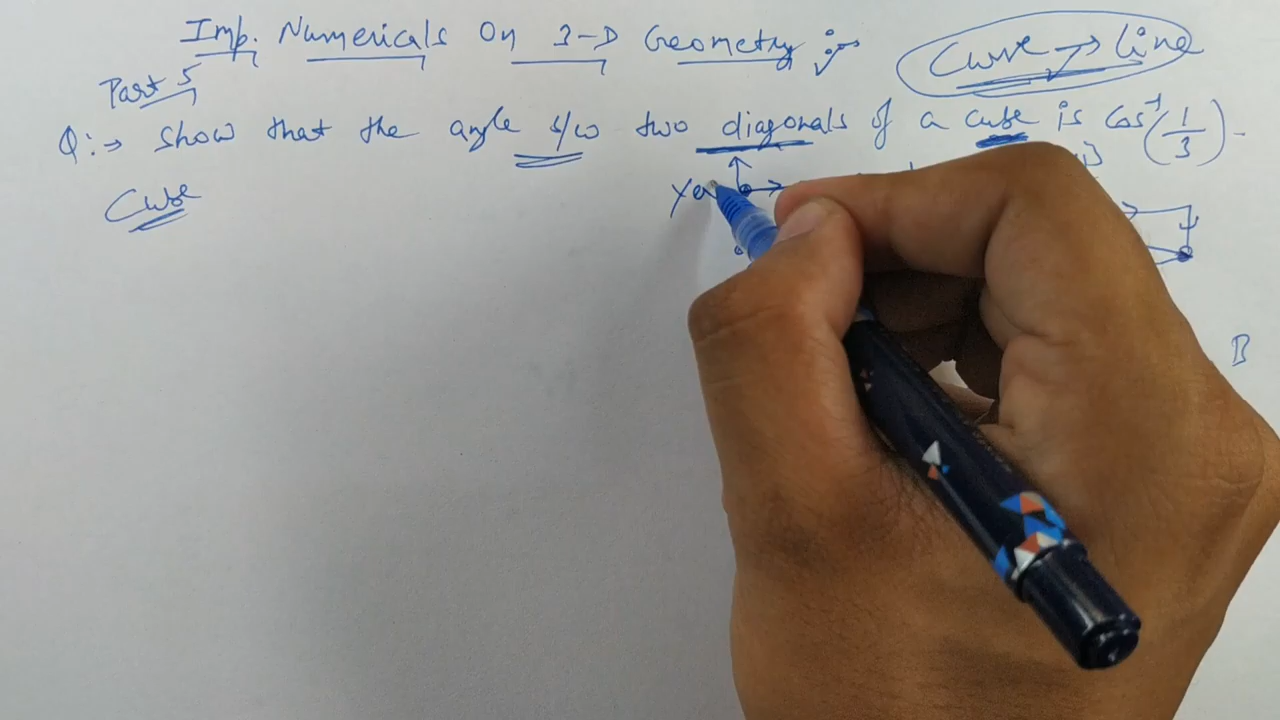 Imp. Numericals On 3-D Geometry
Curve → line
Part 5
Q:→ Show that the angle b/w two diagonals of a cube is Cos⁻¹(1/3).
Cube
B